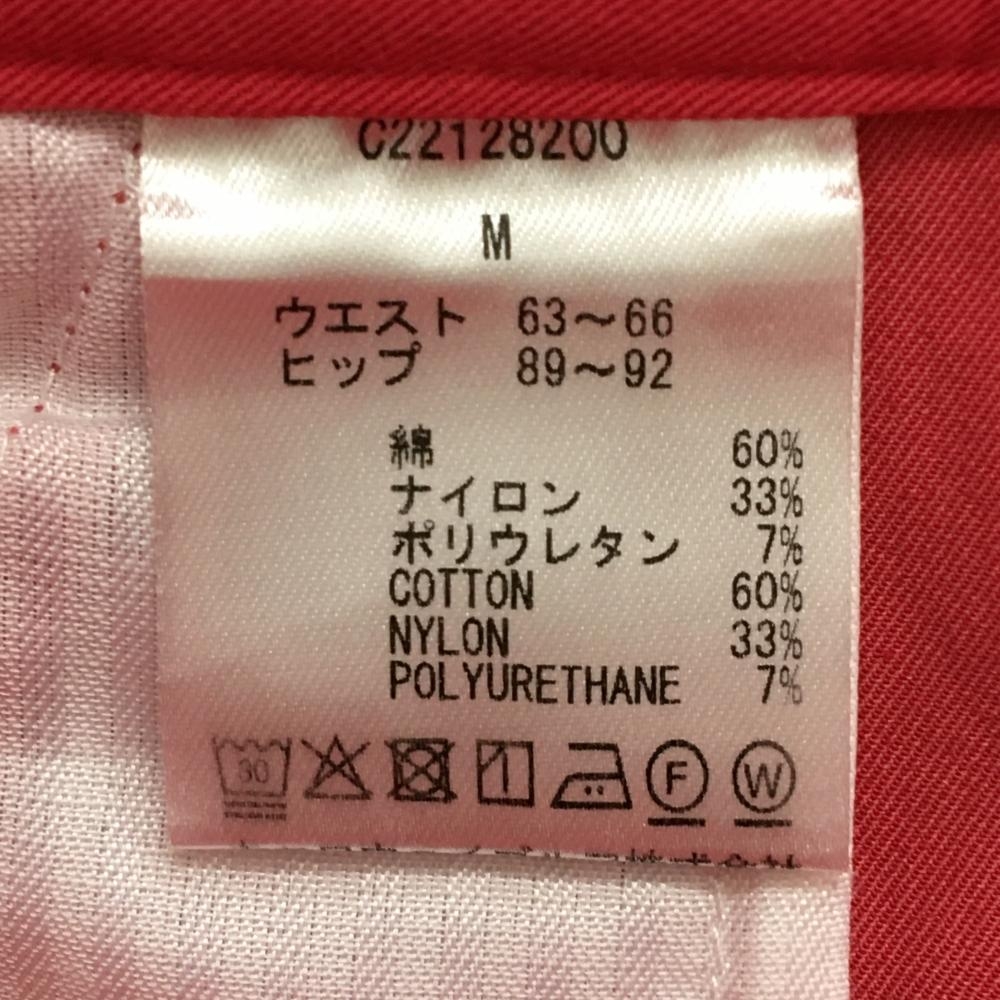 C22128200
M
ウエスト 63～66
ヒップ 89～92
綿 60%
ナイロン 33%
ポリウレタン 7%
COTTON 60%
NYLON 33%
POLYURETHANE 7%
30 F W